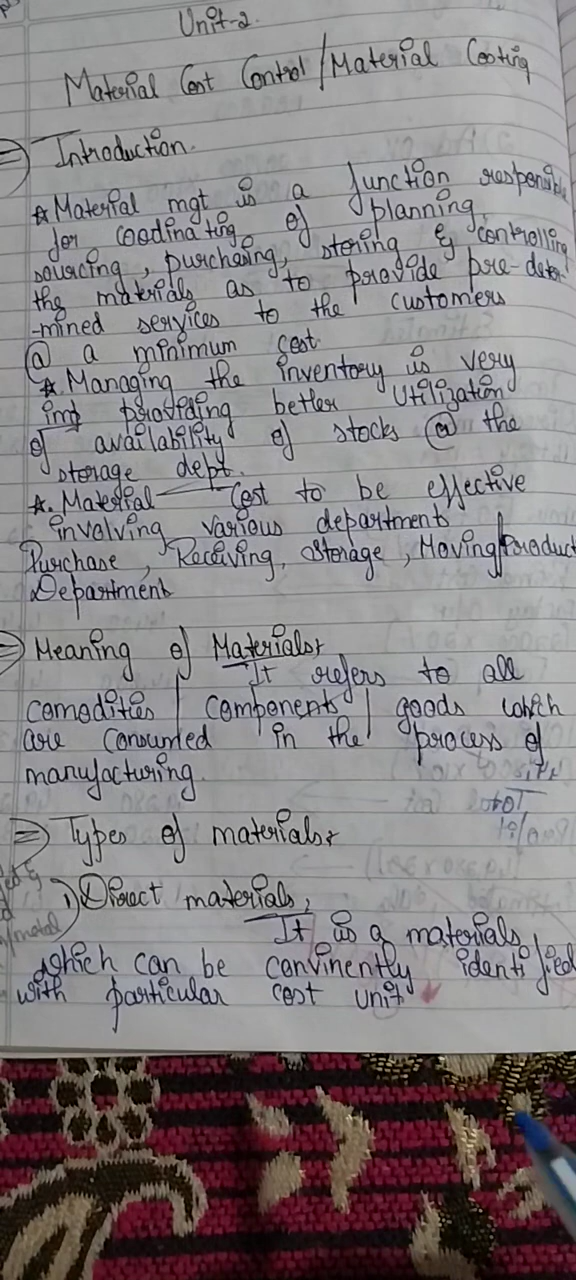 Unit-2.
Material Cost Control/Material Costing
Introduction.
* Material mgt is a function responsible
for coodinating of planning,
sourcing, purchasing, storing & controlling
the materials as to provide pre-deter
-mined services to the customers
@ a minimum cost.
* Managing the inventory is very
imp providing better Utilization
of availability of stocks @ the
storage dept.
*. Material Cost to be effective
involving various department
Purchase, Receiving, Storage, Moving/Product
Department
Meaning of Materials:
It refers to all
comodities / components / goods which
are consumed in the process of
manufacturing.
Types of materials:
1) Direct materials:
It is a materials
which can be convinently identified
with particular cost unit